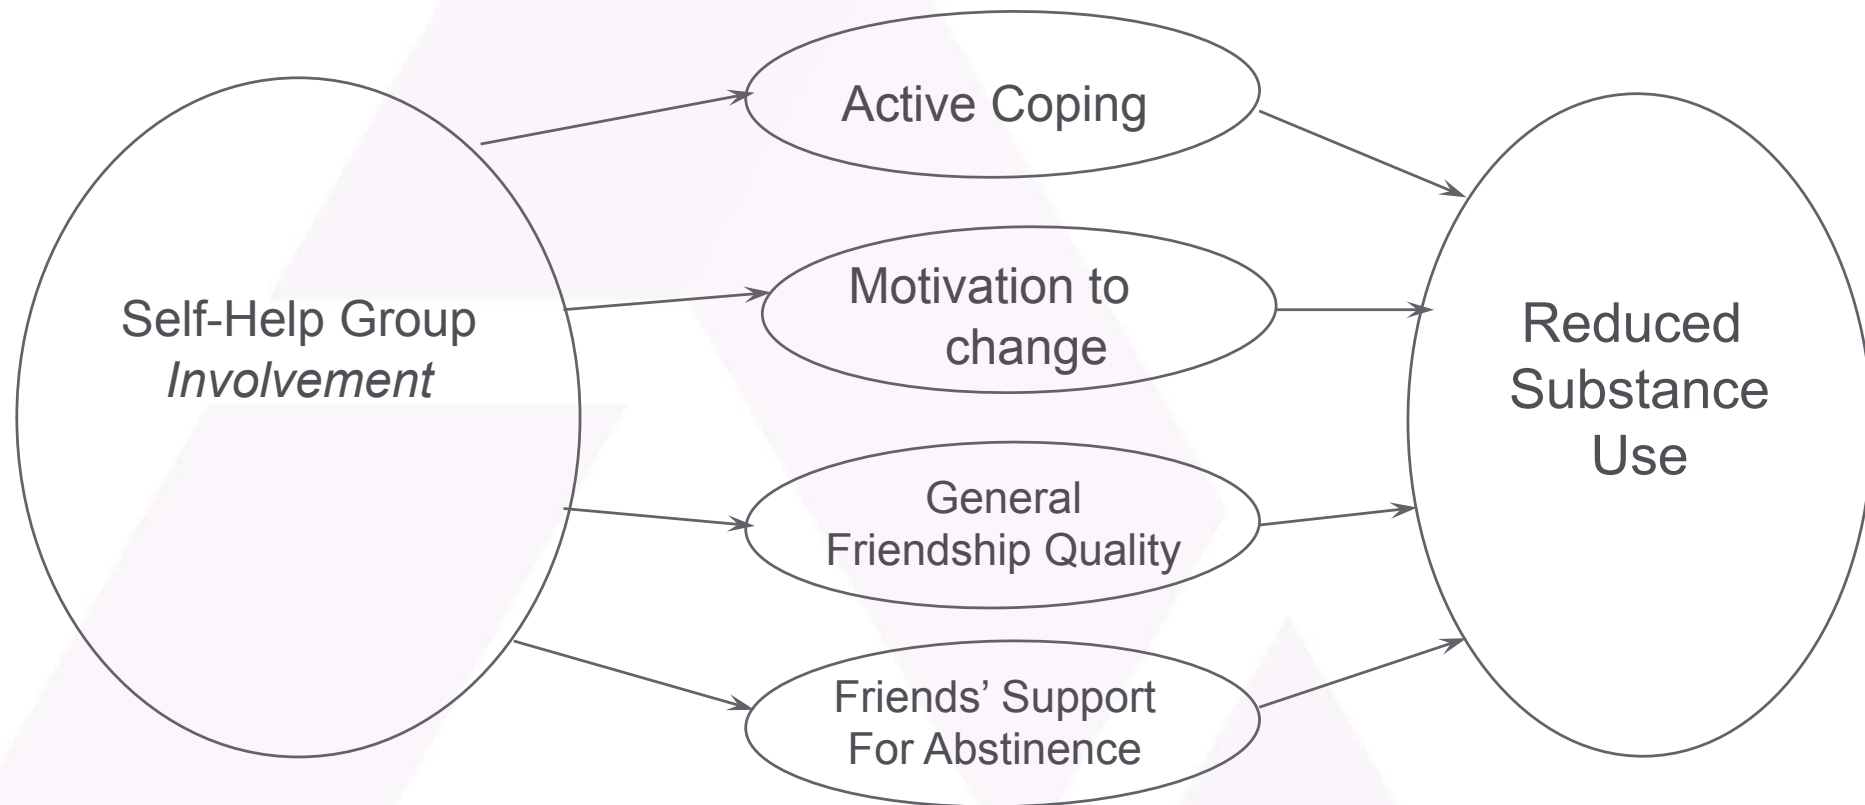 Active Coping
Motivation to
change
Self-Help Group
Involvement
Reduced
Substance
Use
General
Friendship Quality
Friends’ Support
For Abstinence